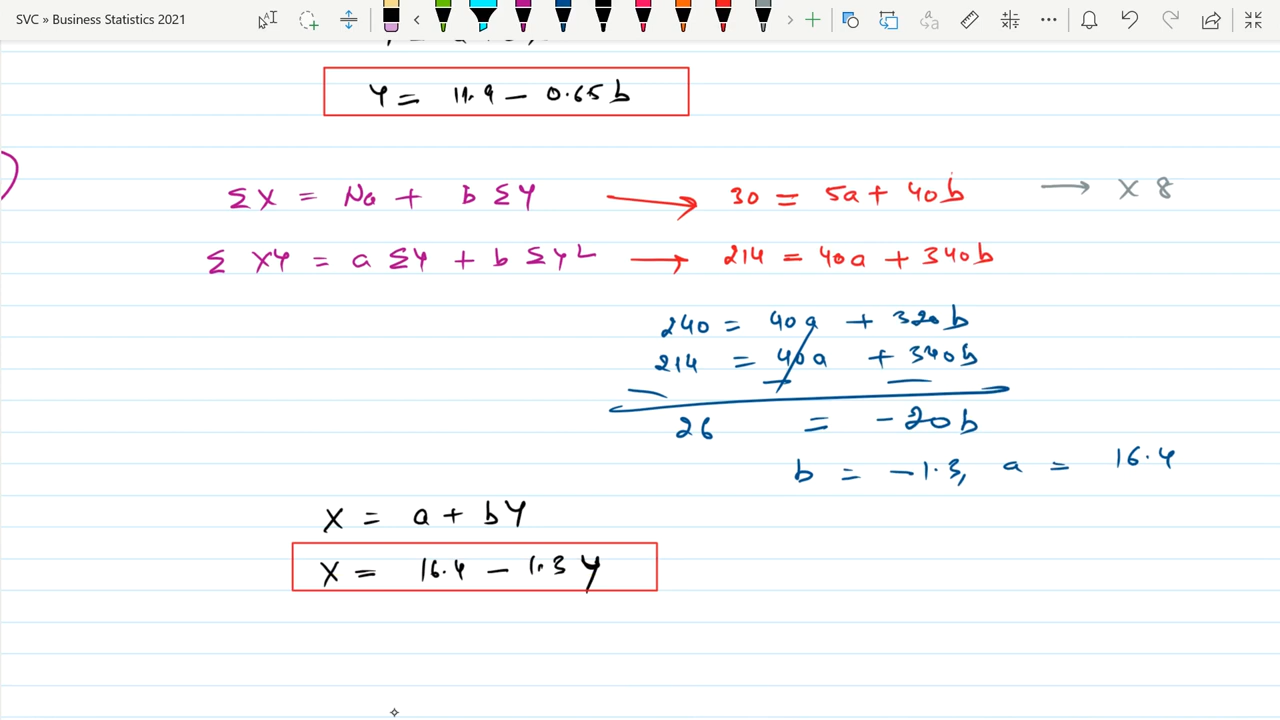 SVC » Business Statistics 2021
Y = 11.9 – 0.65 b
ΣX = Na + b ΣY → 30 = 5a + 40b → X 8
Σ XY = a ΣY + b ΣY² → 214 = 40a + 340b
240 = 40a + 320b
214 = 40a + 340b
26 = -20b
b = -1.3, a = 16.4
X = a + bY
X = 16.4 – 1.3 Y